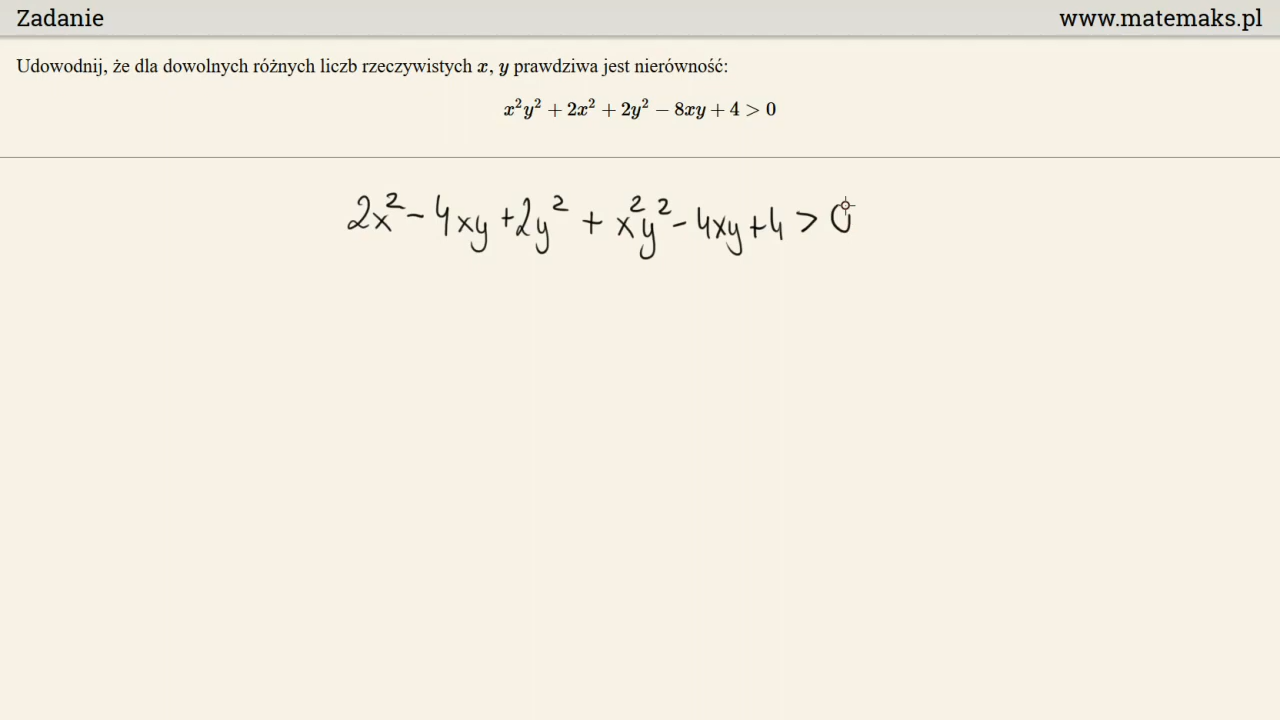 Zadanie
www.matemaks.pl
Udowodnij, że dla dowolnych różnych liczb rzeczywistych x, y prawdziwa jest nierówność:
x²y² + 2x² + 2y² − 8xy + 4 > 0
2x² - 4xy + 2y² + x²y² - 4xy + 4 > 0